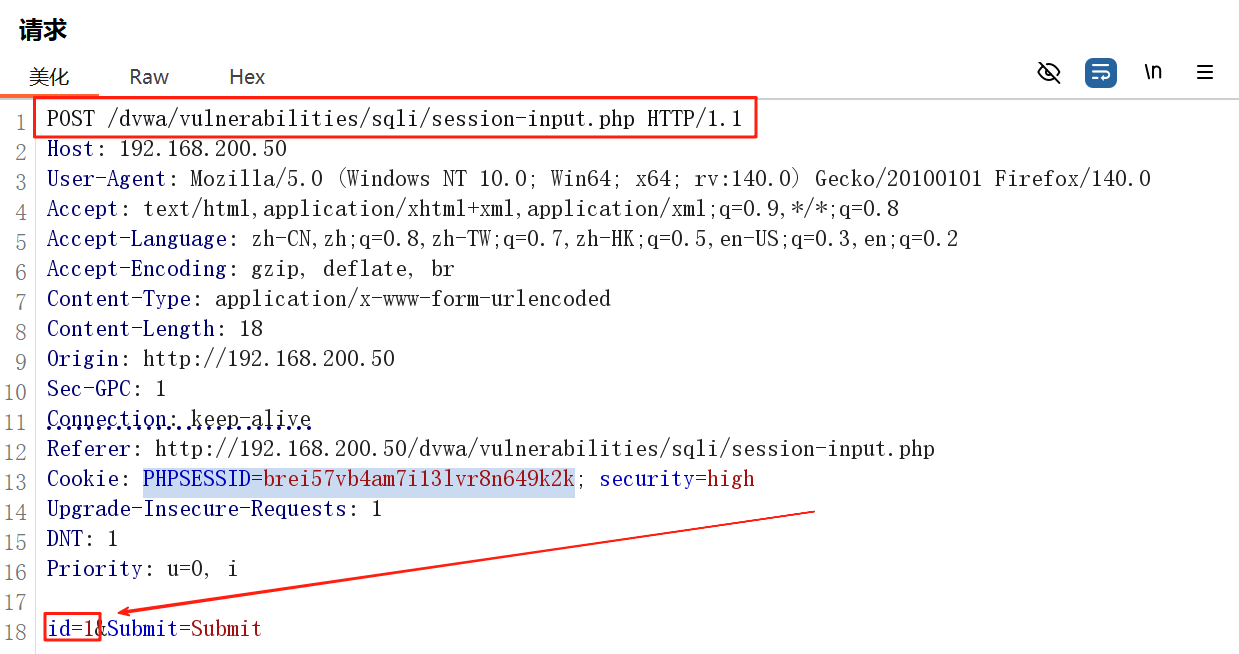 请求
美化 Raw Hex \n
1 POST /dvwa/vulnerabilities/sqli/session-input.php HTTP/1.1
2 Host: 192.168.200.50
3 User-Agent: Mozilla/5.0 (Windows NT 10.0; Win64; x64; rv:140.0) Gecko/20100101 Firefox/140.0
4 Accept: text/html,application/xhtml+xml,application/xml;q=0.9,*/*;q=0.8
5 Accept-Language: zh-CN,zh;q=0.8,zh-TW;q=0.7,zh-HK;q=0.5,en-US;q=0.3,en;q=0.2
6 Accept-Encoding: gzip, deflate, br
7 Content-Type: application/x-www-form-urlencoded
8 Content-Length: 18
9 Origin: http://192.168.200.50
10 Sec-GPC: 1
11 Connection: keep-alive
12 Referer: http://192.168.200.50/dvwa/vulnerabilities/sqli/session-input.php
13 Cookie: PHPSESSID=brei57vb4am7i13lvr8n649k2k; security=high
14 Upgrade-Insecure-Requests: 1
15 DNT: 1
16 Priority: u=0, i
17
18 id=1&Submit=Submit